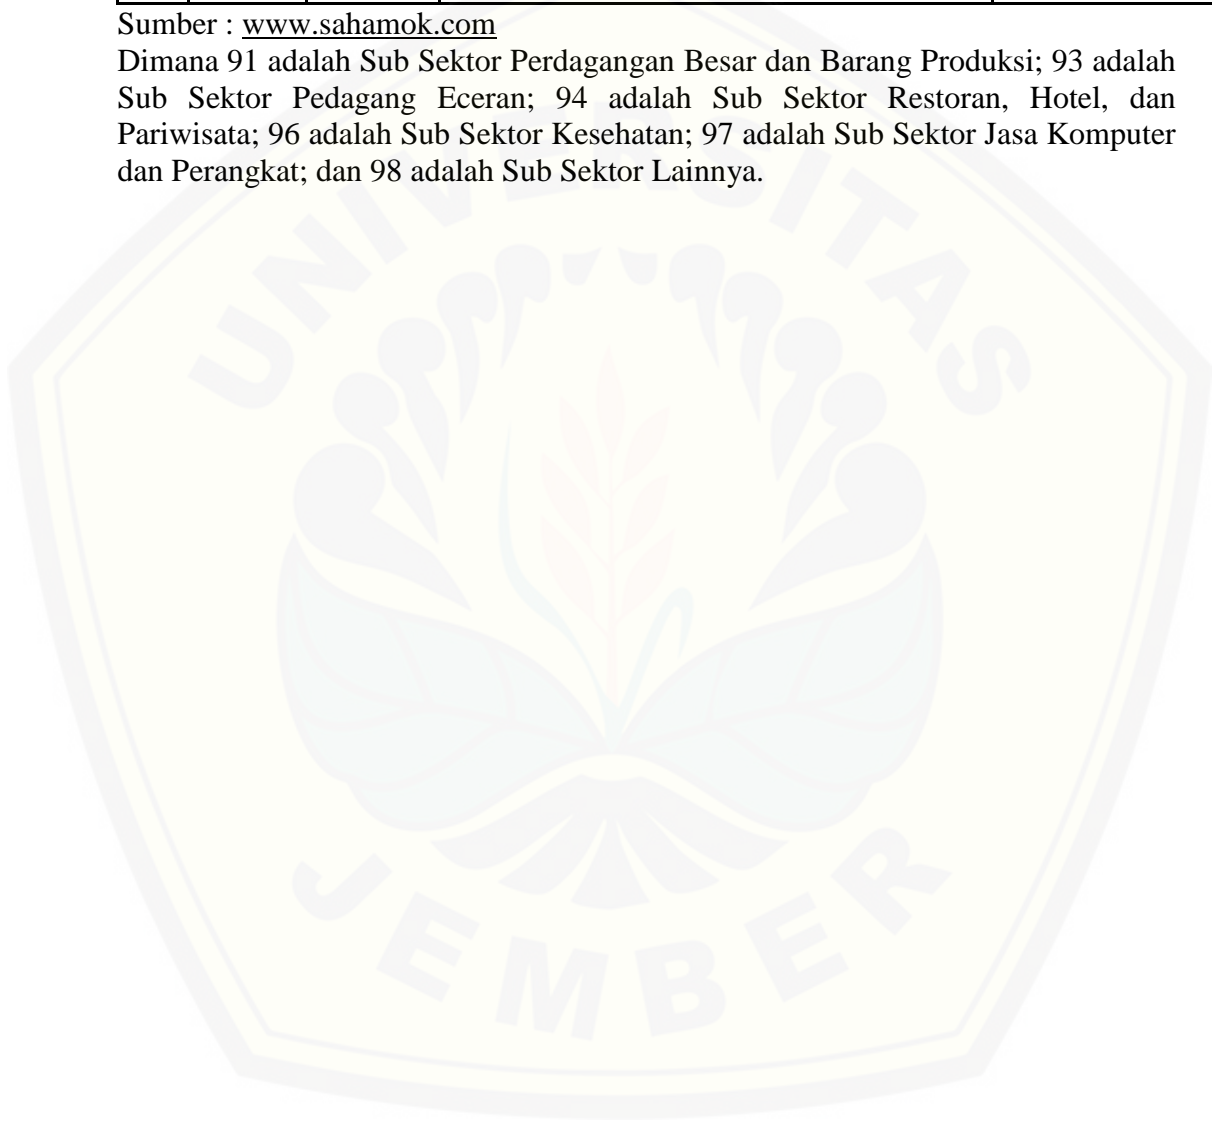 Sumber : www.sahamok.com
Dimana 91 adalah Sub Sektor Perdagangan Besar dan Barang Produksi; 93 adalah
Sub Sektor Pedagang Eceran; 94 adalah Sub Sektor Restoran, Hotel, dan
Pariwisata; 96 adalah Sub Sektor Kesehatan; 97 adalah Sub Sektor Jasa Komputer
dan Perangkat; dan 98 adalah Sub Sektor Lainnya.
UNIVERSITAS
JEMBER